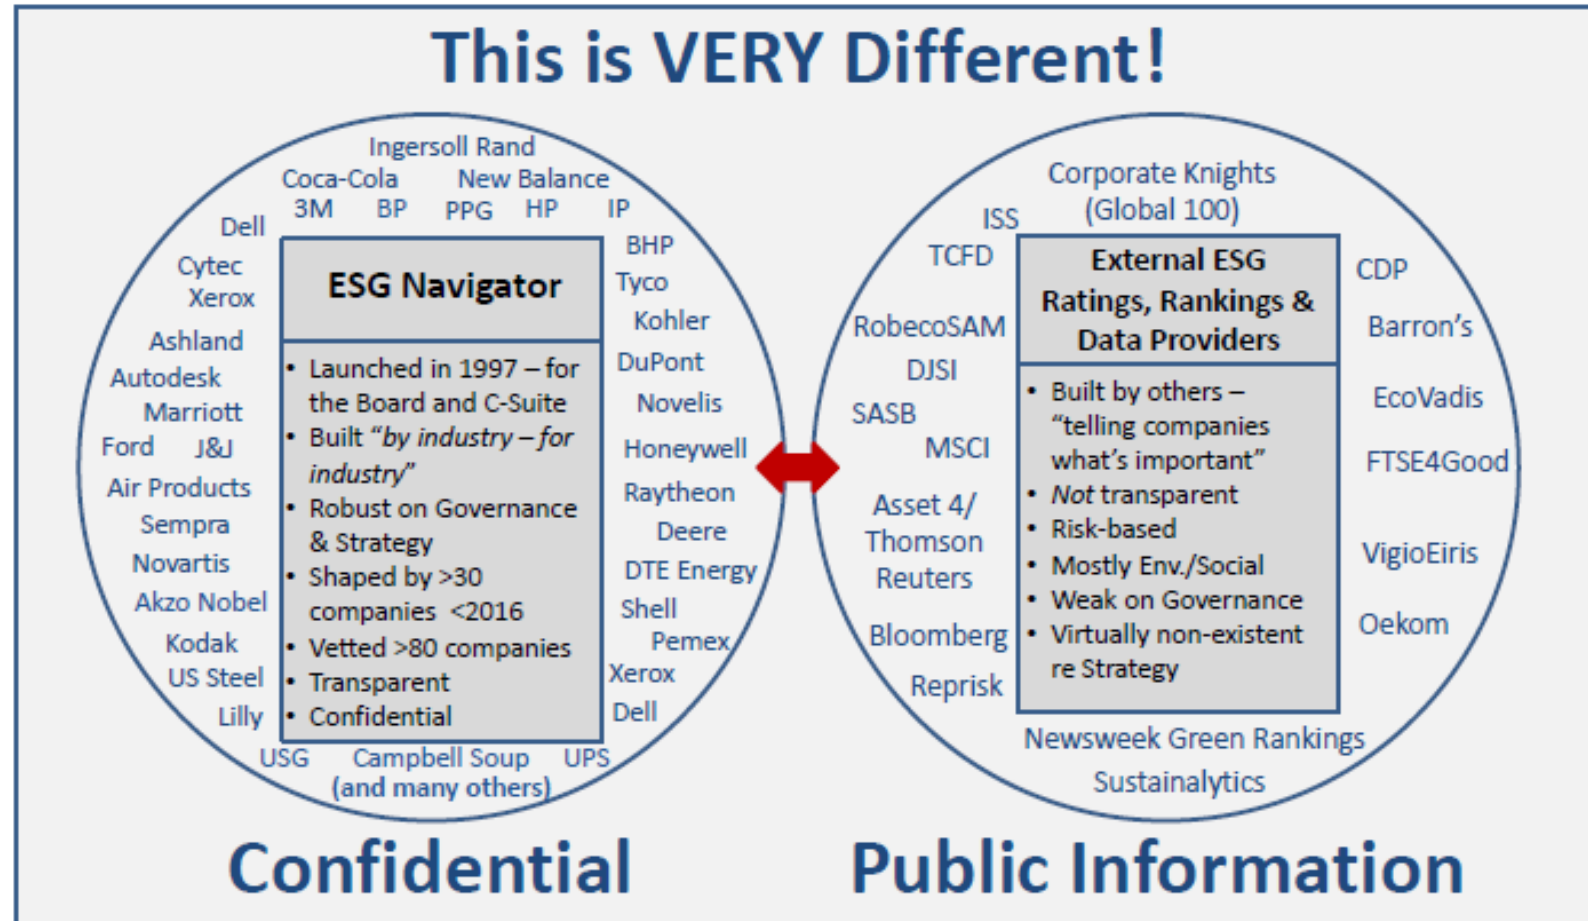 This is VERY Different!
Ingersoll Rand
Coca-Cola New Balance
3M BP PPG HP IP
Dell
Cytec
Xerox
Ashland
Autodesk
Marriott
Ford J&J
Air Products
Sempra
Novartis
Akzo Nobel
Kodak
US Steel
Lilly
ESG Navigator
• Launched in 1997 – for
the Board and C-Suite
• Built “by industry – for
industry”
• Robust on Governance
& Strategy
• Shaped by >30
companies <2016
• Vetted >80 companies
• Transparent
• Confidential
BHP
Tyco
Kohler
DuPont
Novelis
Honeywell
Raytheon
Deere
DTE Energy
Shell
Pemex
Xerox
Dell
USG Campbell Soup UPS
(and many others)
Confidential
Corporate Knights
(Global 100)
ISS
TCFD
RobecoSAM
DJSI
SASB
MSCI
Asset 4/
Thomson
Reuters
Bloomberg
Reprisk
External ESG
Ratings, Rankings &
Data Providers
• Built by others –
“telling companies
what’s important”
• Not transparent
• Risk-based
• Mostly Env./Social
• Weak on Governance
• Virtually non-existent
re Strategy
CDP
Barron’s
EcoVadis
FTSE4Good
VigioEiris
Oekom
Newsweek Green Rankings
Sustainalytics
Public Information